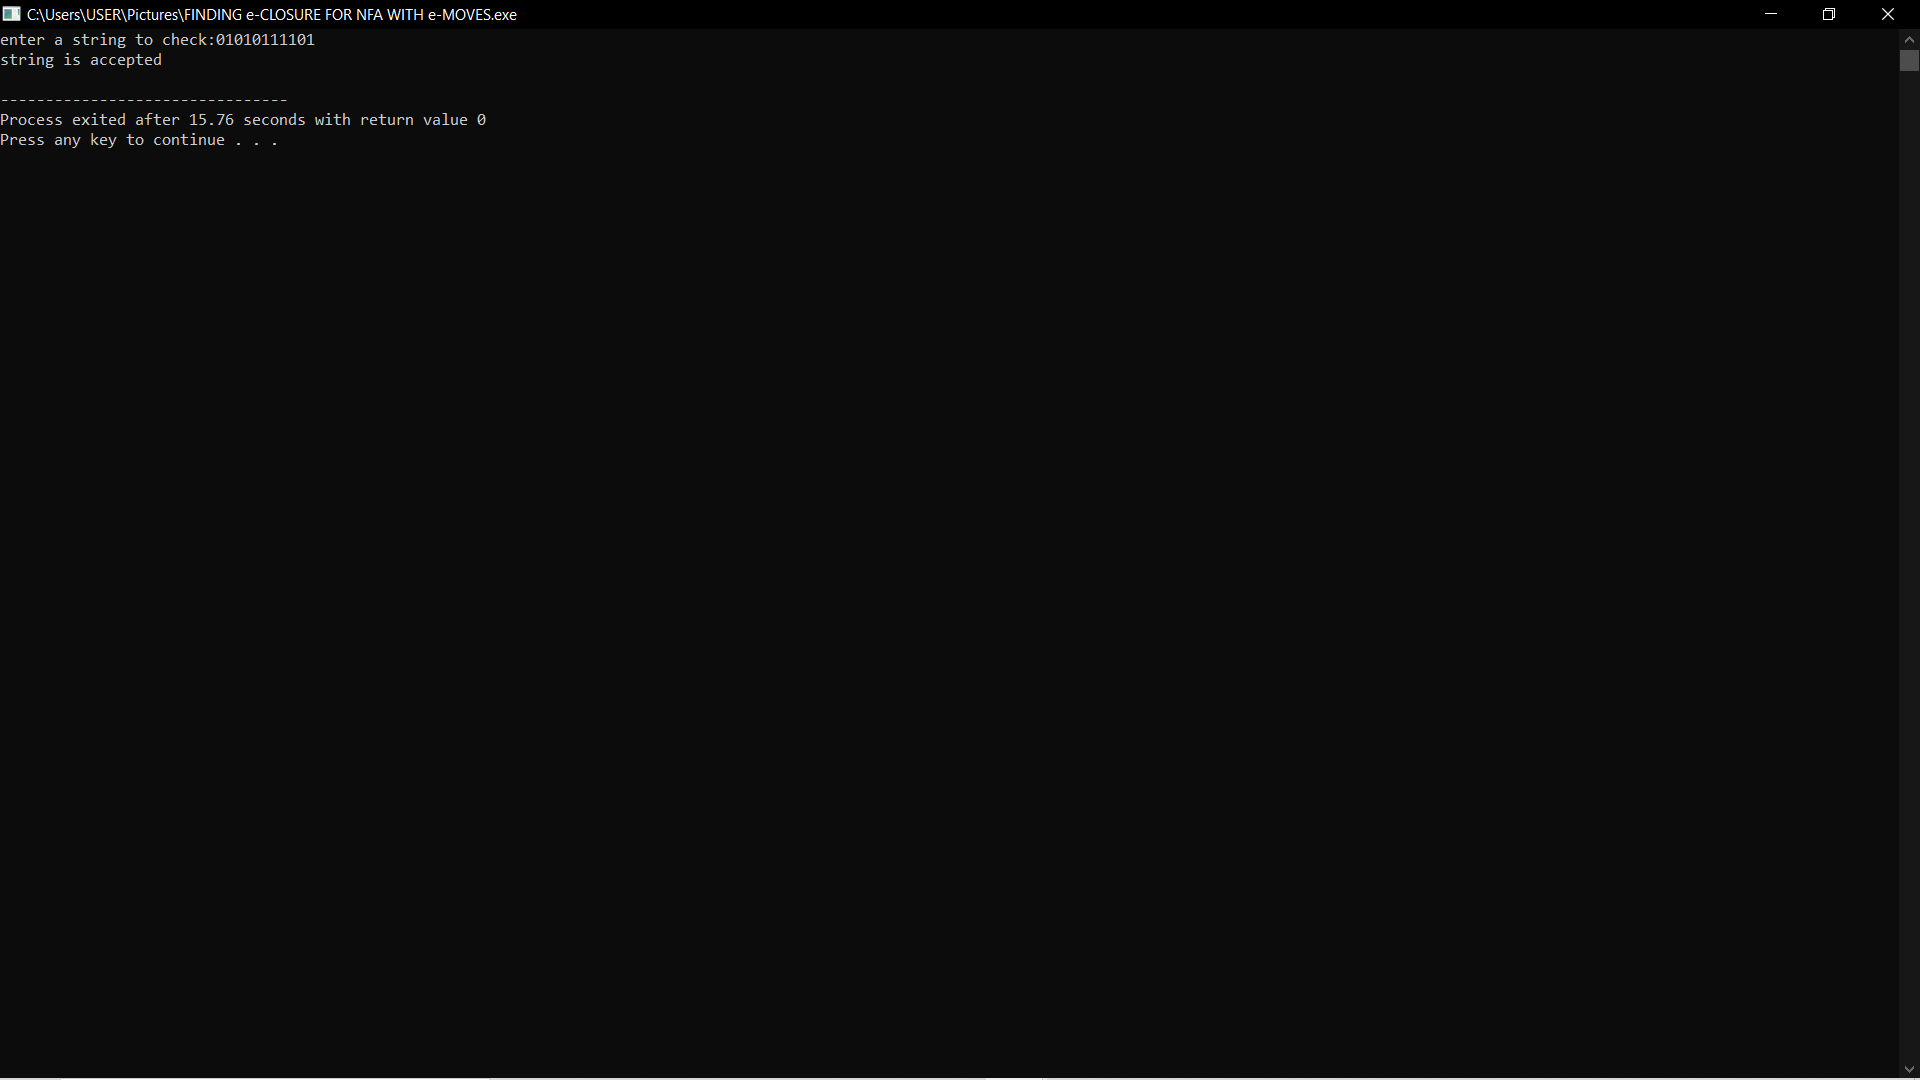 C:\Users\USER\Pictures\FINDING e-CLOSURE FOR NFA WITH e-MOVES.exe
enter a string to check:01010111101
string is accepted
--------------------------------
Process exited after 15.76 seconds with return value 0
Press any key to continue . . .